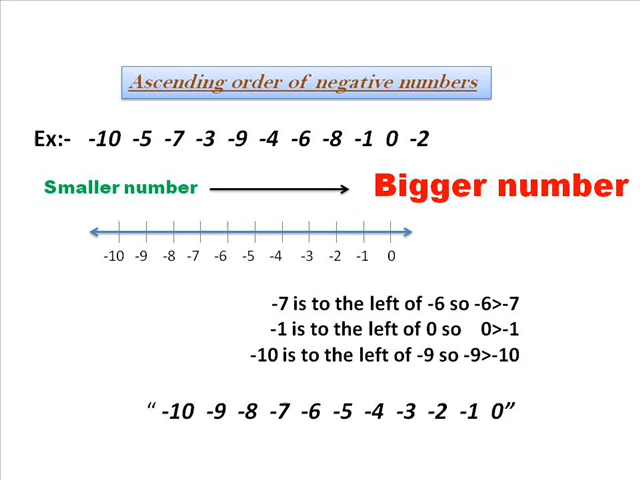 Ascending order of negative numbers
Ex:- -10 -5 -7 -3 -9 -4 -6 -8 -1 0 -2
Smaller number Bigger number
-10 -9 -8 -7 -6 -5 -4 -3 -2 -1 0
-7 is to the left of -6 so -6>-7
-1 is to the left of 0 so 0>-1
-10 is to the left of -9 so -9>-10
“ -10 -9 -8 -7 -6 -5 -4 -3 -2 -1 0”